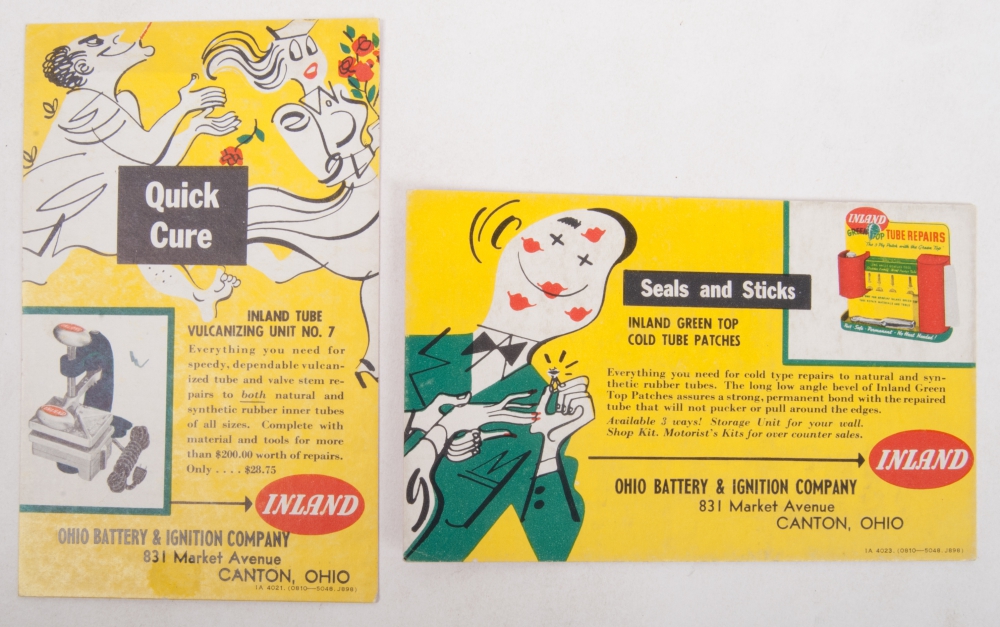 Quick
Cure
INLAND TUBE
VULCANIZING UNIT NO. 7
Everything you need for
speedy, dependable vulcan-
ized tube and valve stem re-
pairs to both natural and
synthetic rubber inner tubes
of all sizes. Complete with
material and tools for more
than $200.00 worth of repairs.
Only . . . . $28.75
INLAND
OHIO BATTERY & IGNITION COMPANY
831 Market Avenue
CANTON, OHIO
Seals and Sticks
INLAND GREEN TOP
COLD TUBE PATCHES
INLAND
GREEN TOP TUBE REPAIRS
Everything you need for cold type repairs to natural and syn-
thetic rubber tubes. The long low angle bevel of Inland Green
Top Patches assures a strong, permanent bond with the repaired
tube that will not pucker or pull around the edges.
Available 3 ways! Storage Unit for your wall.
Shop Kit. Motorist's Kits for over counter sales.
INLAND
OHIO BATTERY & IGNITION COMPANY
831 Market Avenue
CANTON, OHIO